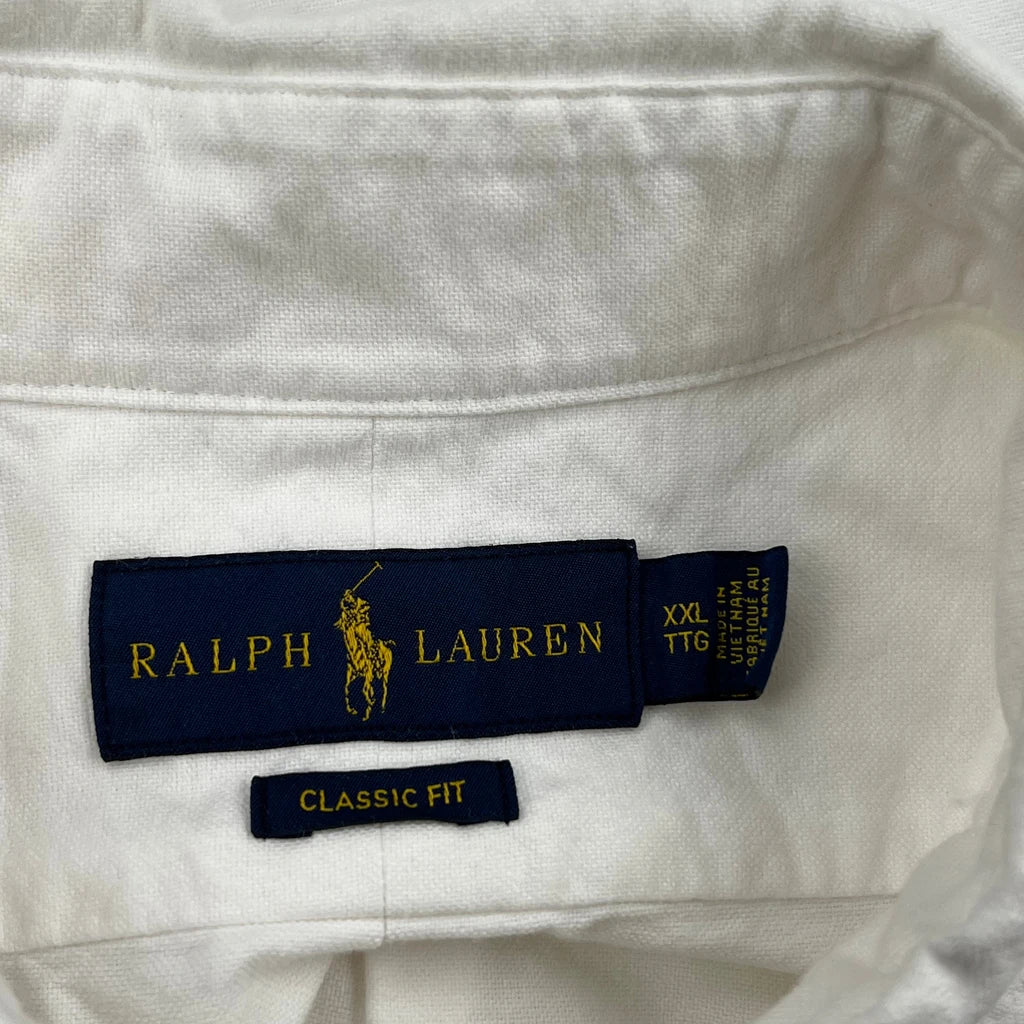 RALPH LAUREN
XXL
TTG
MADE IN
VIETNAM
CLASSIC FIT